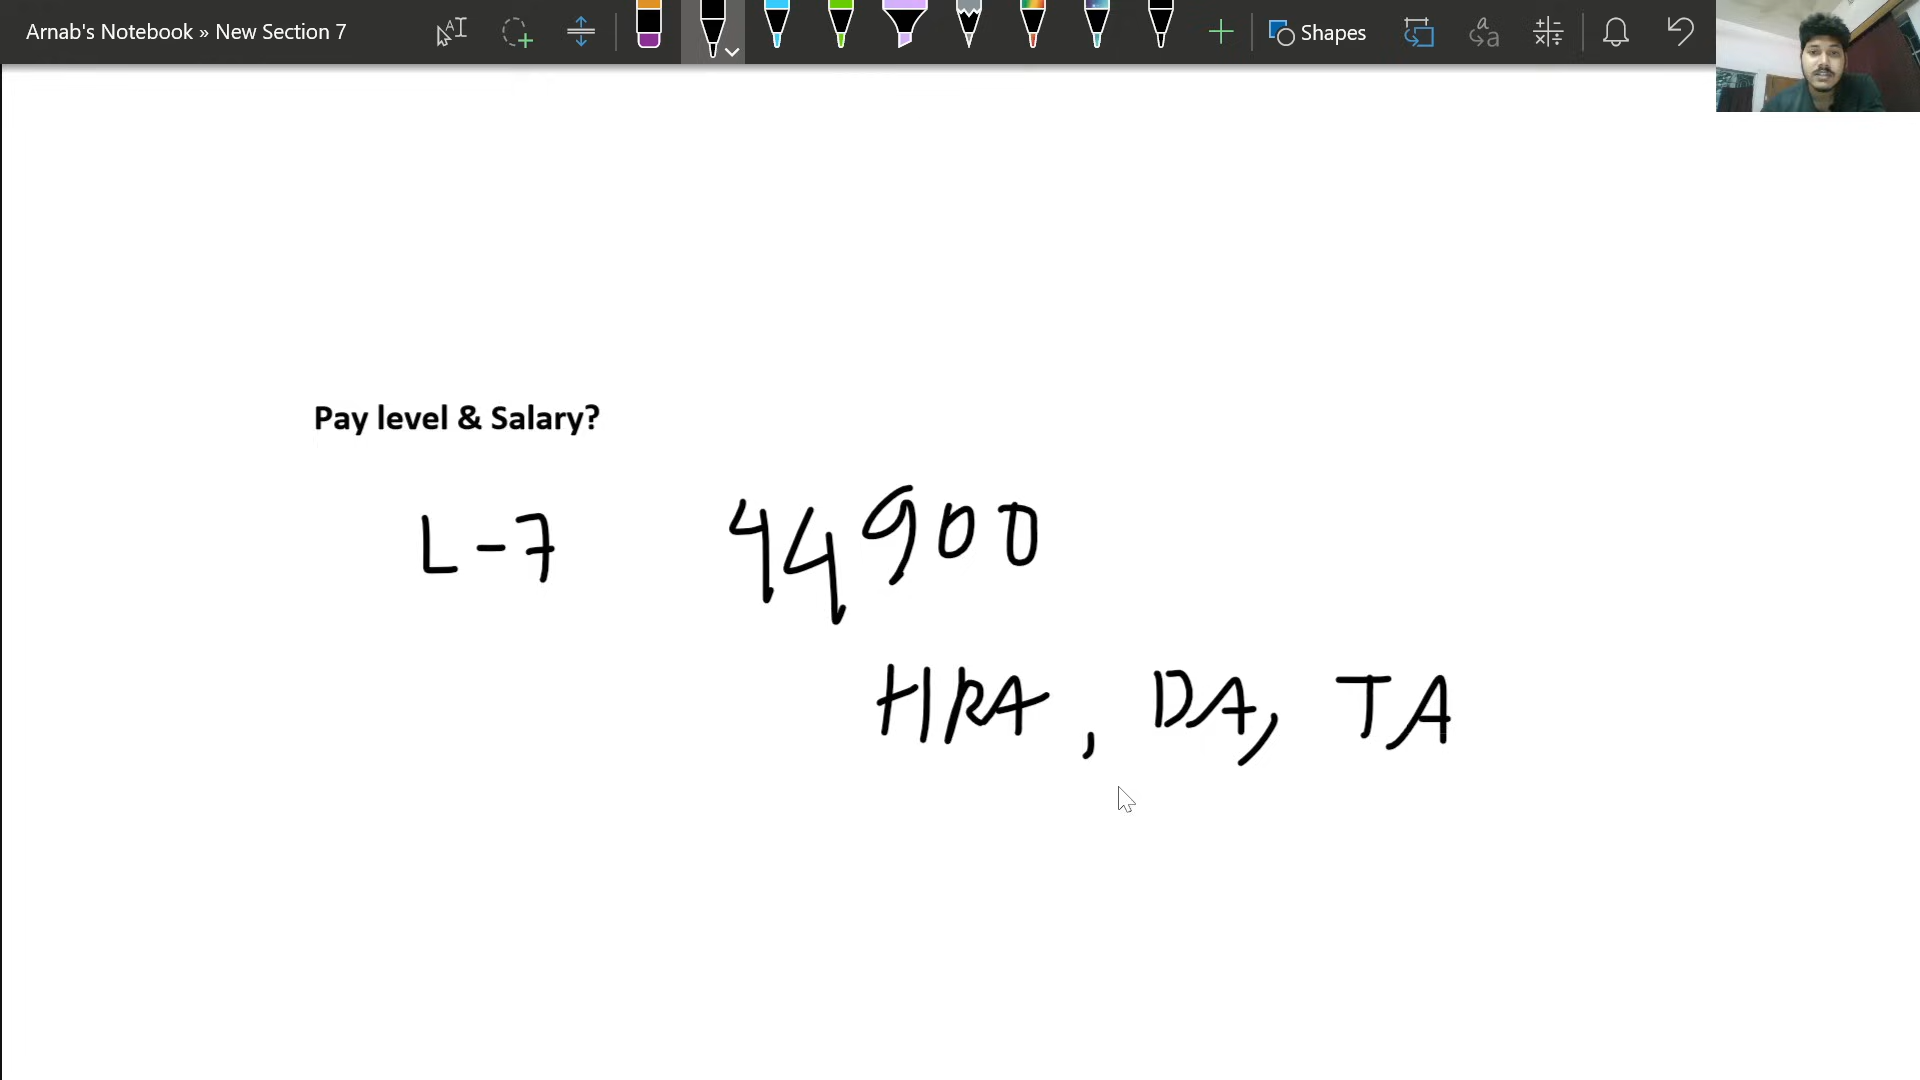 Arnab's Notebook » New Section 7
Shapes
Pay level & Salary?
L-7 44900
HRA, DA, TA